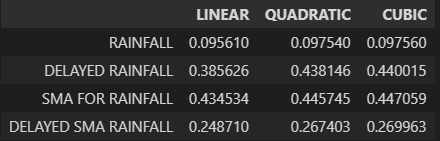 LINEAR QUADRATIC CUBIC
RAINFALL 0.095610 0.097540 0.097560
DELAYED RAINFALL 0.385626 0.438146 0.440015
SMA FOR RAINFALL 0.434534 0.445745 0.447059
DELAYED SMA RAINFALL 0.248710 0.267403 0.269963